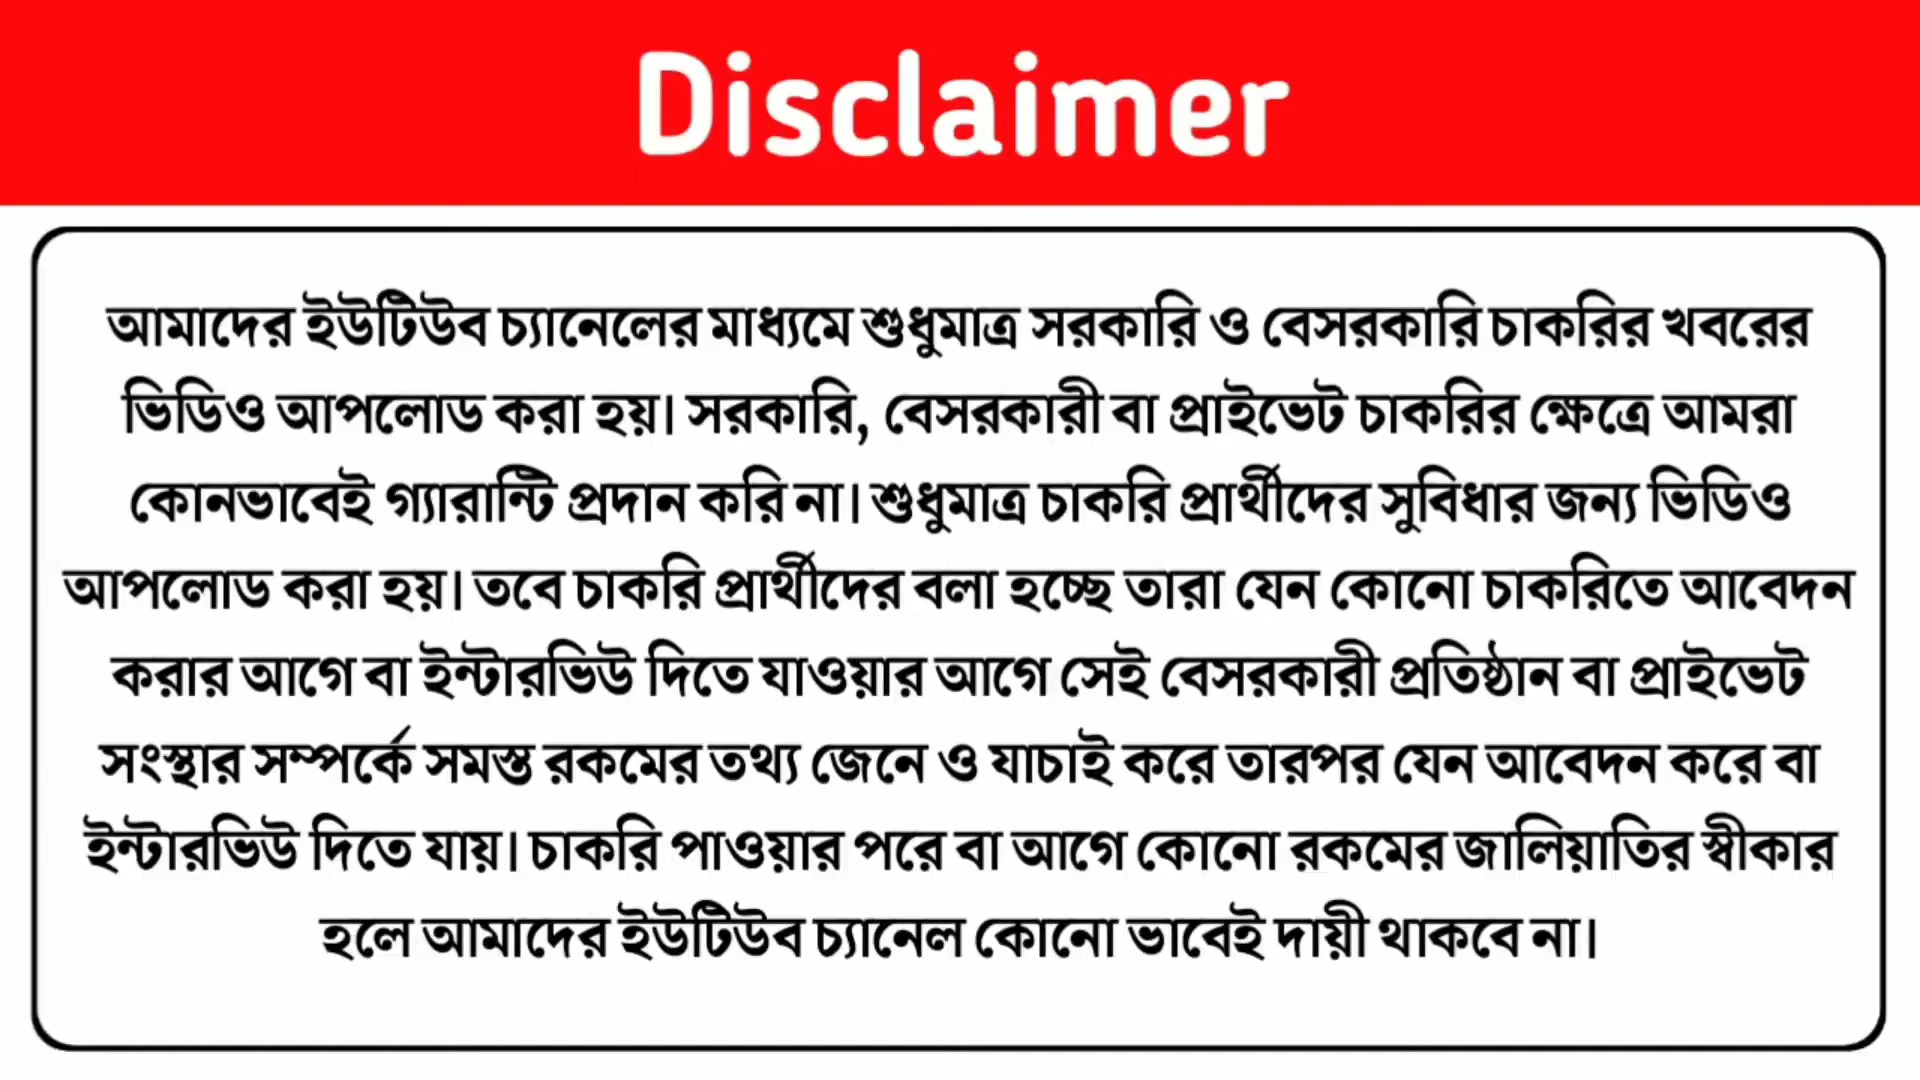 Disclaimer
আমাদের ইউটিউব চ্যানেলের মাধ্যমে শুধুমাত্র সরকারি ও বেসরকারি চাকরির খবরের
ভিডিও আপলোড করা হয়। সরকারি, বেসরকারী বা প্রাইভেট চাকরির ক্ষেত্রে আমরা
কোনভাবেই গ্যারান্টি প্রদান করি না। শুধুমাত্র চাকরি প্রার্থীদের সুবিধার জন্য ভিডিও
আপলোড করা হয়। তবে চাকরি প্রার্থীদের বলা হচ্ছে তারা যেন কোনো চাকরিতে আবেদন
করার আগে বা ইন্টারভিউ দিতে যাওয়ার আগে সেই বেসরকারী প্রতিষ্ঠান বা প্রাইভেট
সংস্থার সম্পর্কে সমস্ত রকমের তথ্য জেনে ও যাচাই করে তারপর যেন আবেদন করে বা
ইন্টারভিউ দিতে যায়। চাকরি পাওয়ার পরে বা আগে কোনো রকমের জালিয়াতির স্বীকার
হলে আমাদের ইউটিউব চ্যানেল কোনো ভাবেই দায়ী থাকবে না।